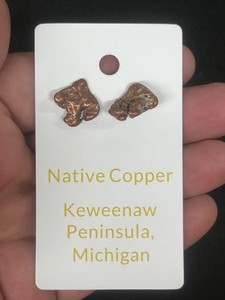 Native Copper
Keweenaw
Peninsula,
Michigan